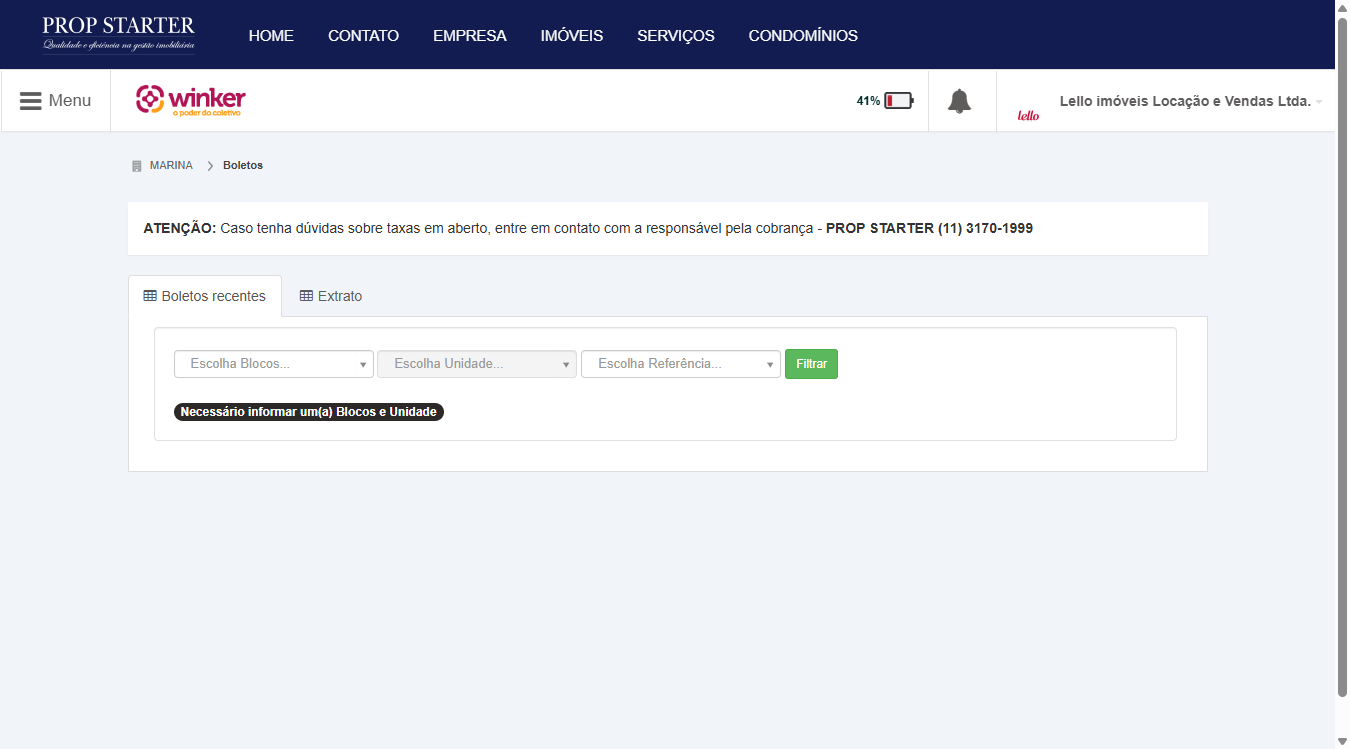 PROP STARTER
Qualidade e eficiência na gestão imobiliária
HOME CONTATO EMPRESA IMÓVEIS SERVIÇOS CONDOMÍNIOS
Menu
winker
o poder do coletivo
41%
lello
Lello imóveis Locação e Vendas Ltda.
MARINA
Boletos
ATENÇÃO: Caso tenha dúvidas sobre taxas em aberto, entre em contato com a responsável pela cobrança - PROP STARTER (11) 3170-1999
Boletos recentes
Extrato
Escolha Blocos...
Escolha Unidade...
Escolha Referência...
Filtrar
Necessário informar um(a) Blocos e Unidade